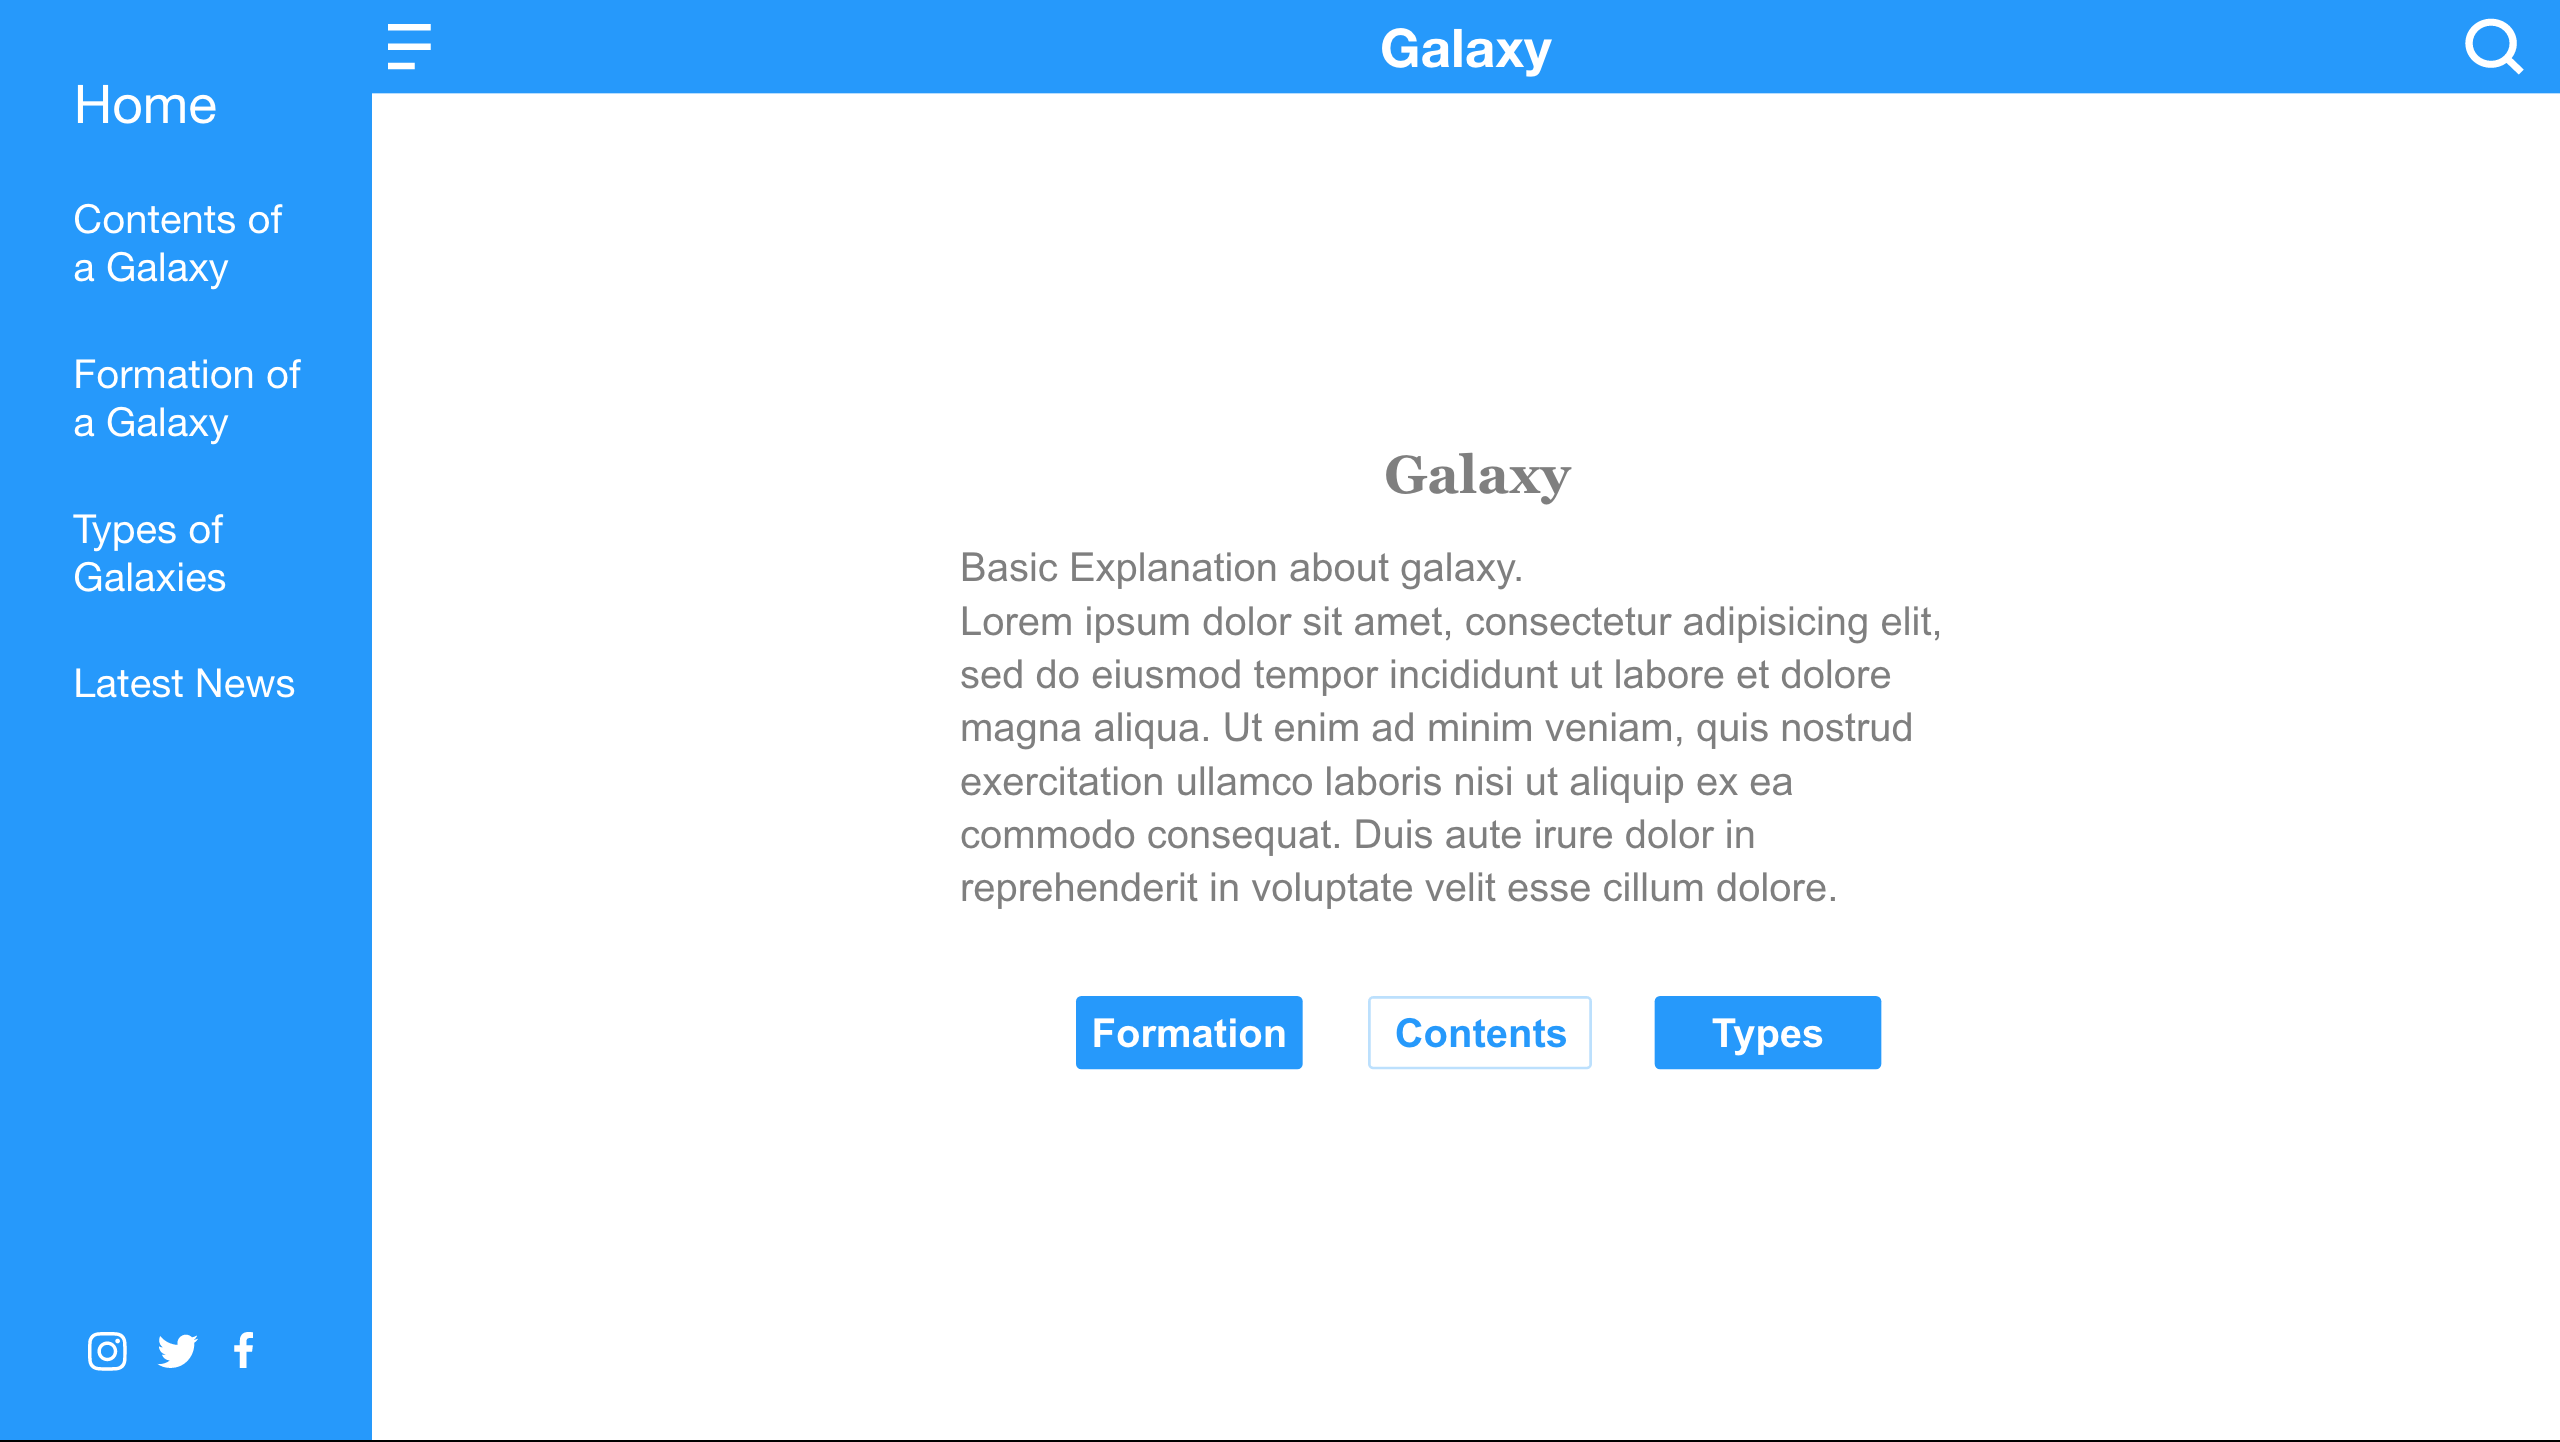 Home
Contents of
a Galaxy
Formation of
a Galaxy
Types of
Galaxies
Latest News
Galaxy
Galaxy
Basic Explanation about galaxy.
Lorem ipsum dolor sit amet, consectetur adipisicing elit,
sed do eiusmod tempor incididunt ut labore et dolore
magna aliqua. Ut enim ad minim veniam, quis nostrud
exercitation ullamco laboris nisi ut aliquip ex ea
commodo consequat. Duis aute irure dolor in
reprehenderit in voluptate velit esse cillum dolore.
Formation
Contents
Types